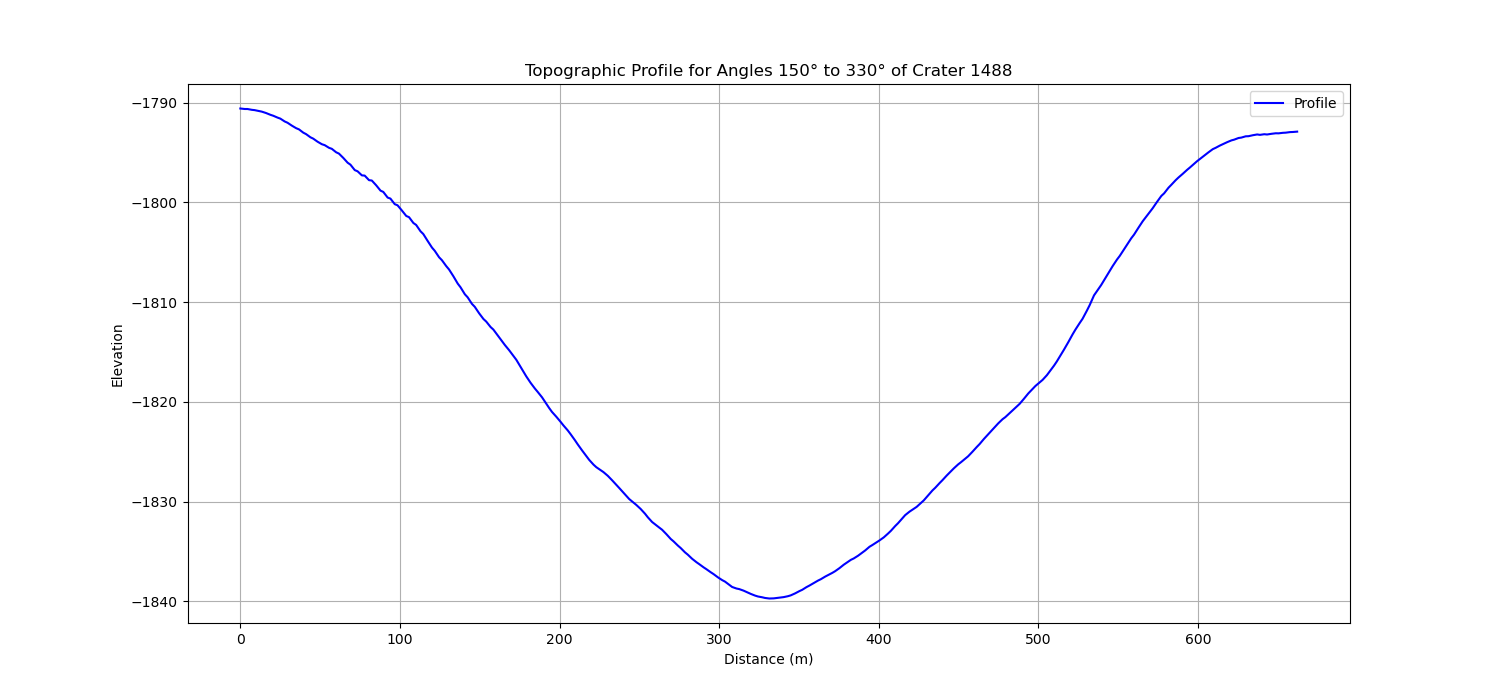 Topographic Profile for Angles 150° to 330° of Crater 1488
Profile
−1790
−1800
−1810
−1820
−1830
−1840
Elevation
0 100 200 300 400 500 600
Distance (m)